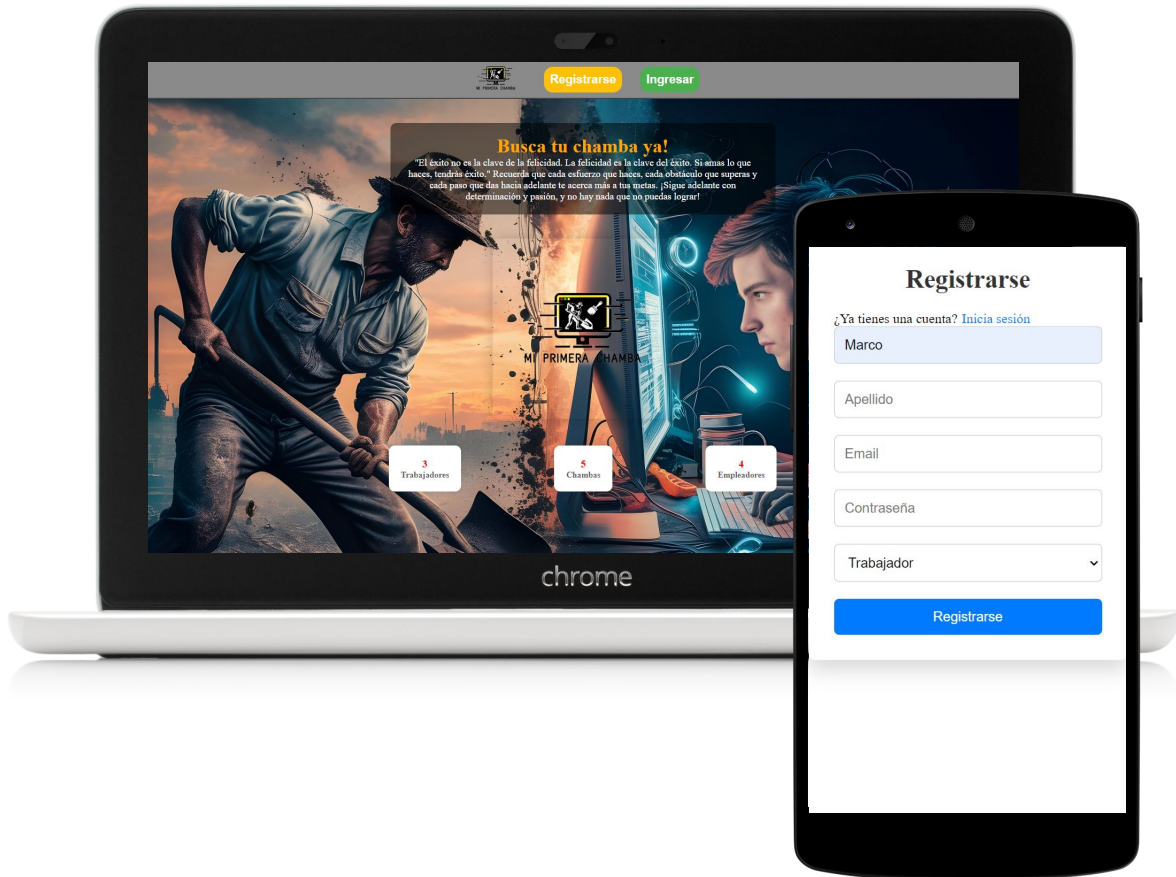 MI PRIMERA CHAMBA
Registrarse
Ingresar
Busca tu chamba ya!
"El éxito no es la clave de la felicidad. La felicidad es la clave del éxito. Si amas lo que
haces, tendrás éxito." Recuerda que cada esfuerzo que haces, cada obstáculo que superas y
cada paso que das hacia adelante te acerca más a tus metas. ¡Sigue adelante con
determinación y pasión, y no hay nada que no puedas lograr!
MI PRIMERA CHAMBA
3
Trabajadores
5
Chambas
4
Empleadores
chrome
Registrarse
¿Ya tienes una cuenta? Inicia sesión
Marco
Apellido
Email
Contraseña
Trabajador
Registrarse